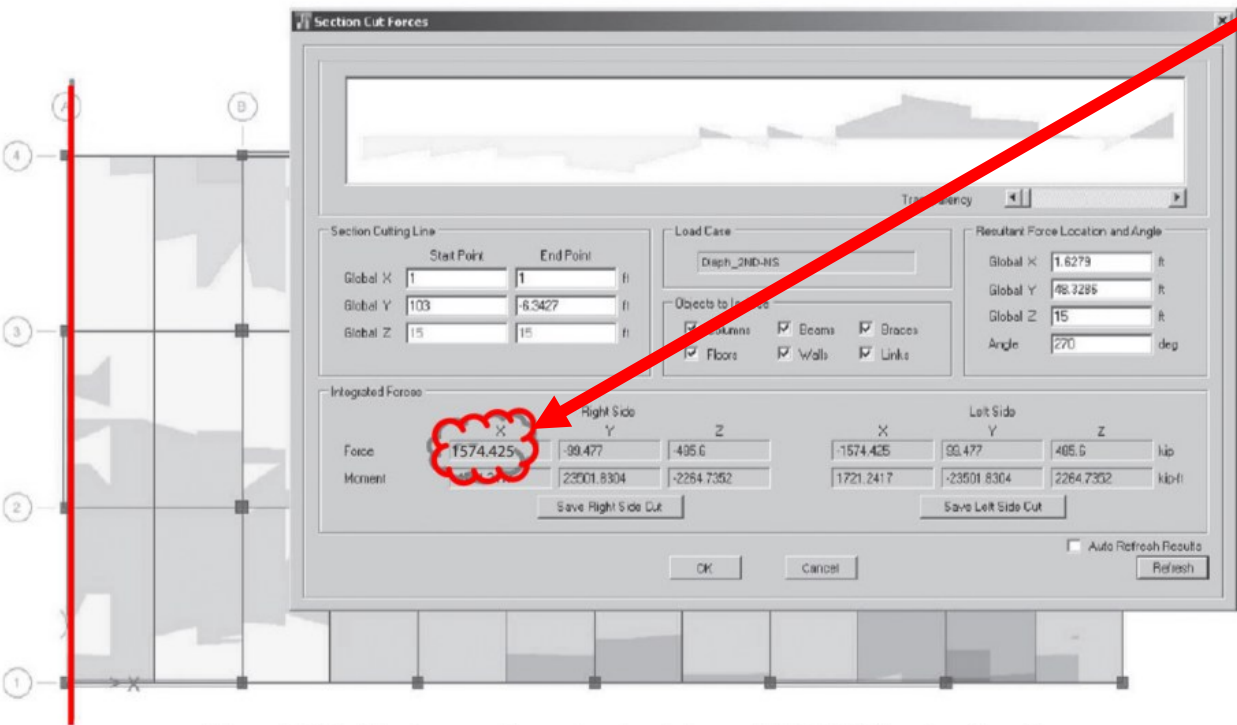 Section Cut Forces
A
B
4
3
2
1
X
Section Cutting Line
Start Point End Point
Global X 1 1 ft
Global Y 103 -6.3427 ft
Global Z 15 15 ft
Load Case
Diaph_2ND-NS
Objects to
Beams Braces
Floors Walls Links
Resultant Force Location and Angle
Global X 1.6279 ft
Global Y 48.3286 ft
Global Z 15 ft
Angle 270 deg
Integrated Forces
Right Side Left Side
X Y Z X Y Z
Force 1574.425 -99.477 -485.6 -1574.425 99.477 485.6 kip
Moment 23501.8304 -2264.7352 1721.2417 -23501.8304 2264.7352 kip-ft
Save Right Side Cut Save Left Side Cut
Auto Refresh Results
OK Cancel Refresh